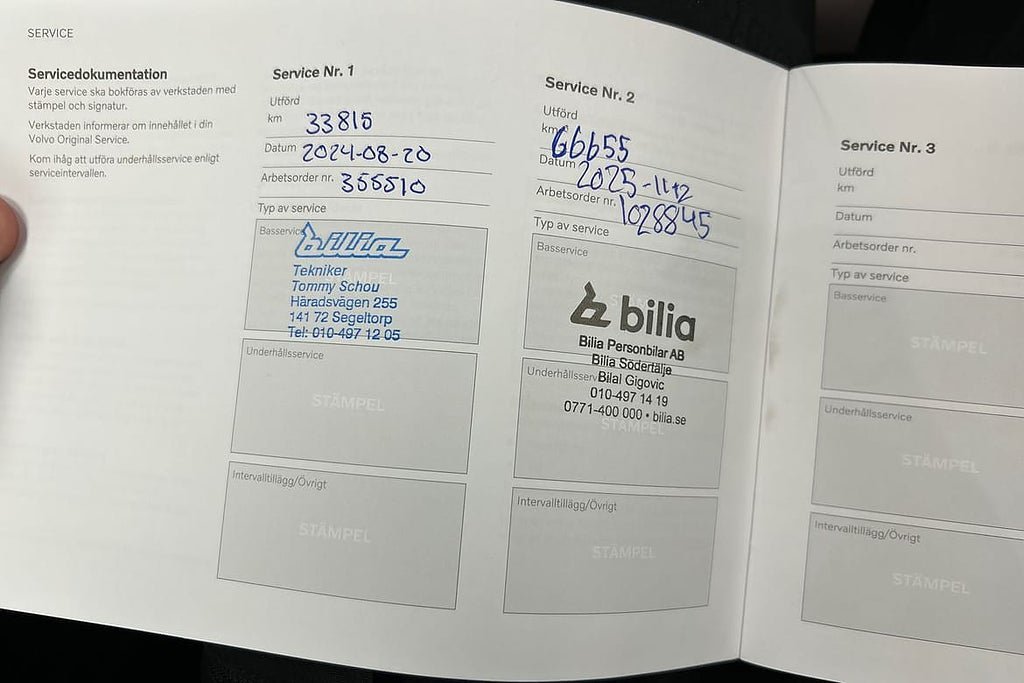 SERVICE
Servicedokumentation
Varje service ska bokföras av verkstaden med
stämpel och signatur.
Verkstaden informerar om innehållet i din
Volvo Original Service.
Kom ihåg att utföra underhållsservice enligt
serviceintervallen.
Service Nr. 1
Utförd
km 33815
Datum 2024-08-20
Arbetsorder nr. 355510
Typ av service
Basservice
bilia
STÄMPEL
Tekniker
Tommy Schou
Häradsvägen 255
141 72 Segeltorp
Tel: 010-497 12 05
Underhållsservice
STÄMPEL
Intervalltillägg/Övrigt
STÄMPEL
Service Nr. 2
Utförd
km 66655
Datum 2025-11-12
Arbetsorder nr. 1028845
Typ av service
Basservice
bilia
Bilia Personbilar AB
Bilia Södertälje
Underhållsservice
Bilal Gigovic
010-497 14 19
0771-400 000 • bilia.se
STÄMPEL
Intervalltillägg/Övrigt
STÄMPEL
Service Nr. 3
Utförd
km
Datum
Arbetsorder nr.
Typ av service
Basservice
STÄMPEL
Underhållsservice
STÄMPEL
Intervalltillägg/Övrigt
STÄMPEL